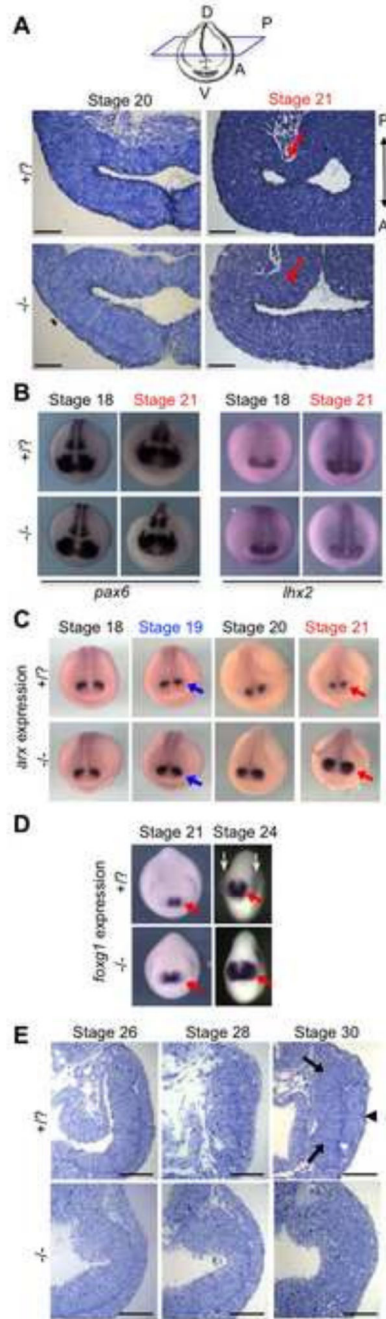 A
D
P
A
V
Stage 20 Stage 21
+/?
P
A
-/-
B
Stage 18 Stage 21 Stage 18 Stage 21
+/?
-/-
pax6 lhx2
C
Stage 18 Stage 19 Stage 20 Stage 21
+/?
-/-
arx expression
D
Stage 21 Stage 24
+/?
-/-
foxg1 expression
E
Stage 26 Stage 28 Stage 30
+/?
-/-